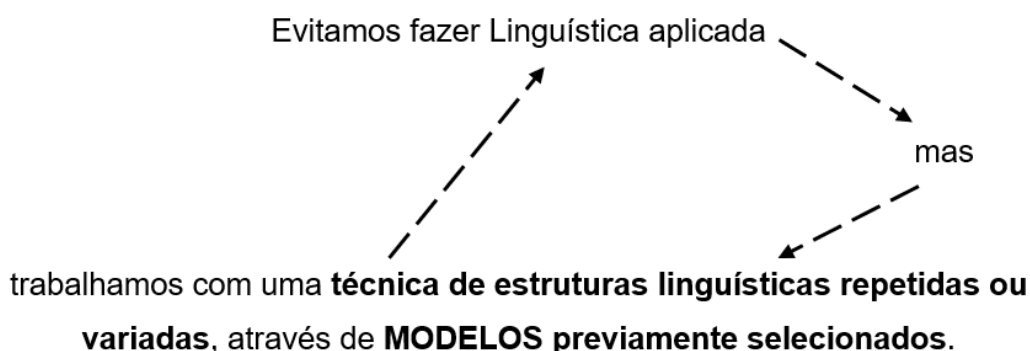 Evitamos fazer Linguística aplicada
mas
trabalhamos com uma técnica de estruturas linguísticas repetidas ou
variadas, através de MODELOS previamente selecionados.